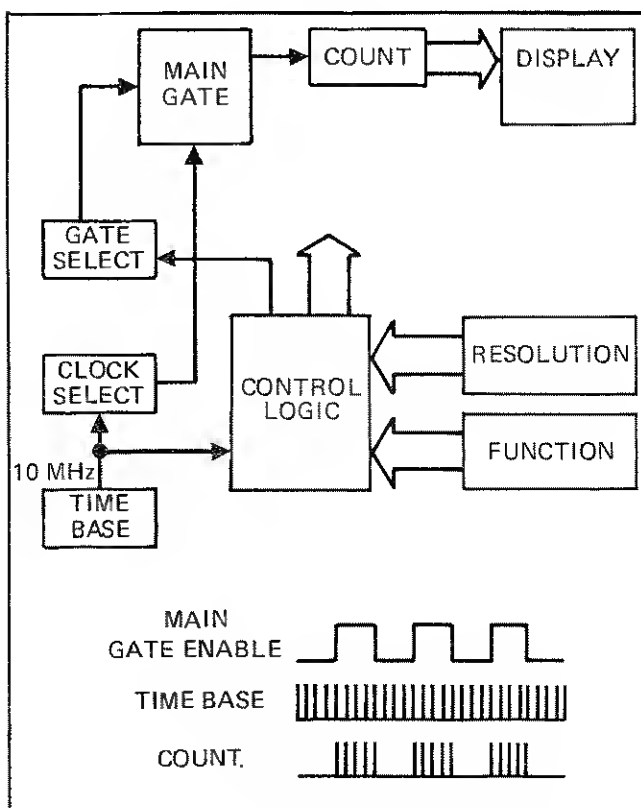 MAIN
GATE
COUNT
DISPLAY
GATE
SELECT
CLOCK
SELECT
CONTROL
LOGIC
RESOLUTION
FUNCTION
10 MHz
TIME
BASE
MAIN
GATE ENABLE
TIME BASE
COUNT.